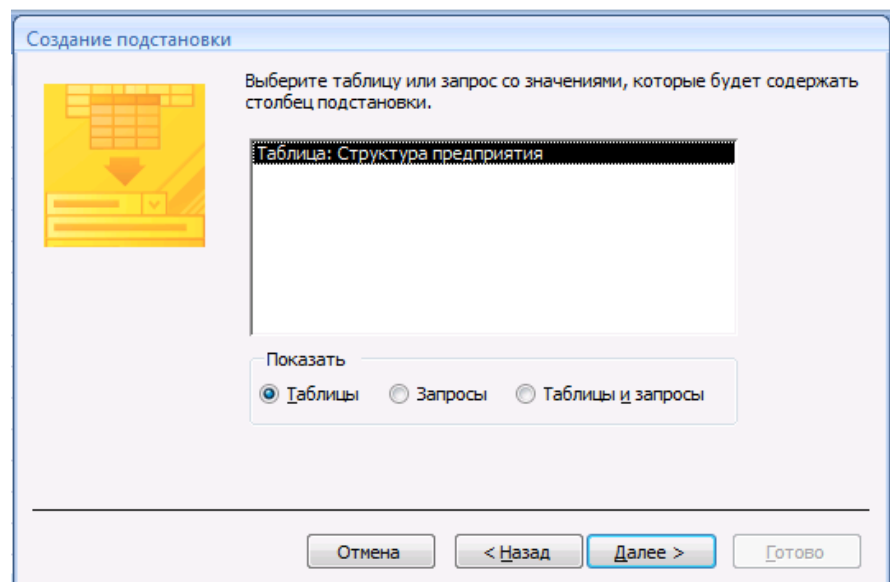 Создание подстановки
Выберите таблицу или запрос со значениями, которые будет содержать
столбец подстановки.
Таблица: Структура предприятия
Показать
Таблицы Запросы Таблицы и запросы
Отмена < Назад Далее > Готово